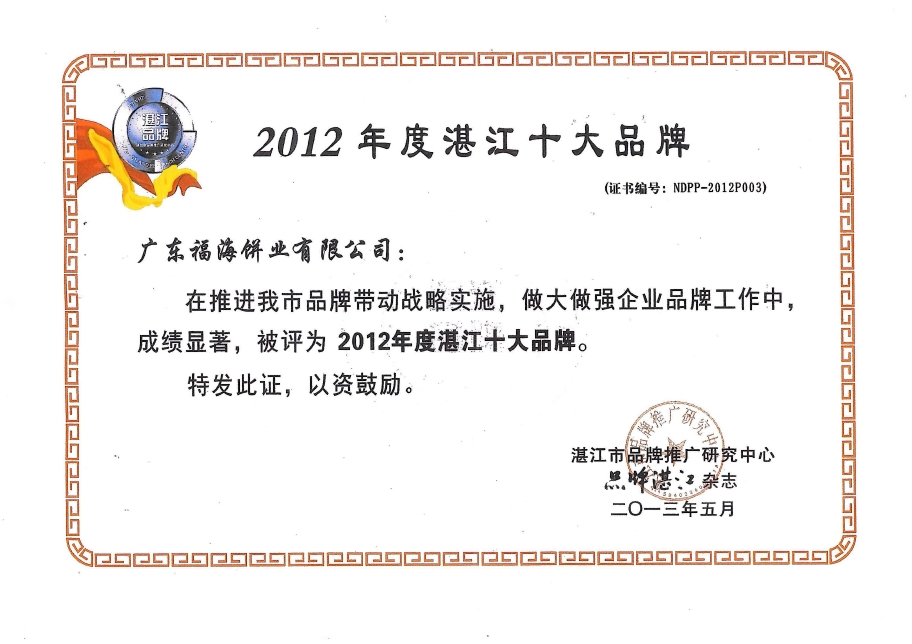 湛江
品牌
2012年度湛江十大品牌
(证书编号：NDPP-2012P003)
广东福海饼业有限公司：
在推进我市品牌带动战略实施，做大做强企业品牌工作中，
成绩显著，被评为 2012年度湛江十大品牌。
特发此证，以资鼓励。
品牌推广研究中
湛江市品牌推广研究中心
品牌湛江杂志
二〇一三年五月